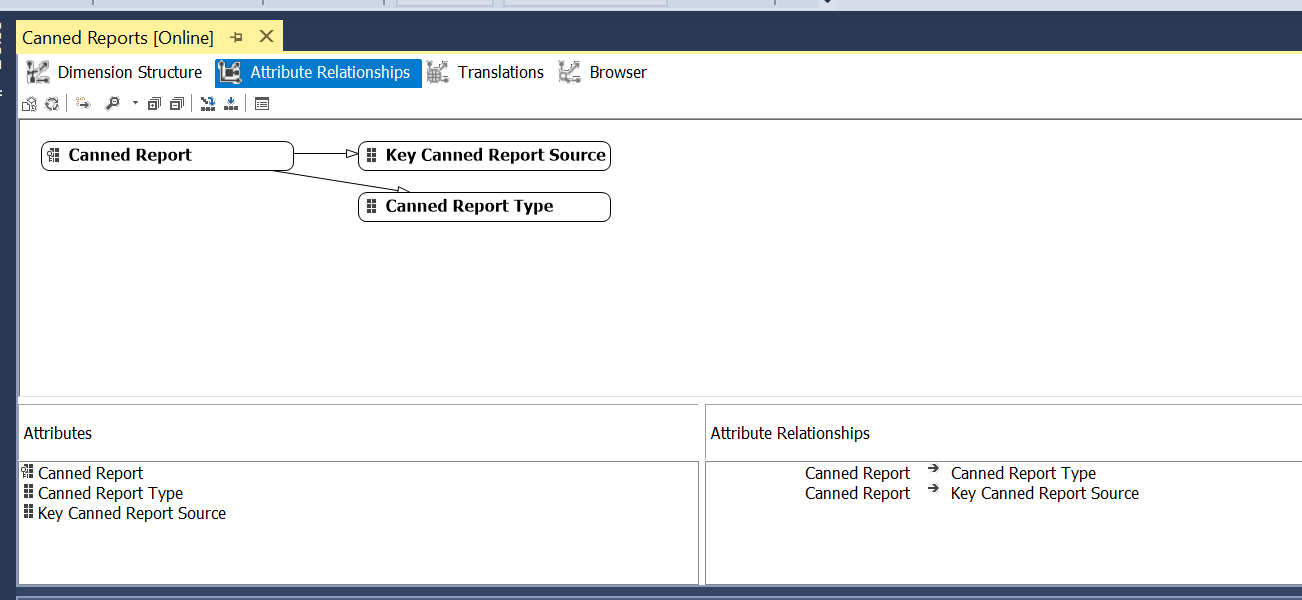 Canned Reports [Online]
Dimension Structure Attribute Relationships Translations Browser
Canned Report Key Canned Report Source
Canned Report Type
Attributes Attribute Relationships
Canned Report Canned Report Canned Report Type
Canned Report Type Canned Report Key Canned Report Source
Key Canned Report Source